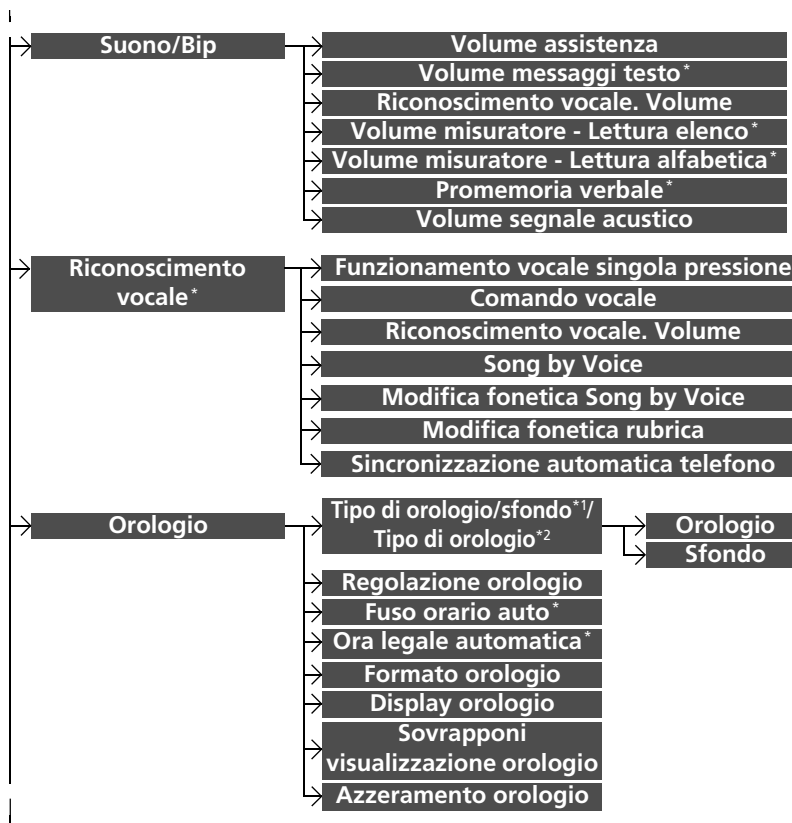 Suono/Bip
Volume assistenza
Volume messaggi testo*
Riconoscimento vocale. Volume
Volume misuratore - Lettura elenco*
Volume misuratore - Lettura alfabetica*
Promemoria verbale*
Volume segnale acustico
Riconoscimento
vocale*
Funzionamento vocale singola pressione
Comando vocale
Riconoscimento vocale. Volume
Song by Voice
Modifica fonetica Song by Voice
Modifica fonetica rubrica
Sincronizzazione automatica telefono
Orologio
Tipo di orologio/sfondo*1/
Tipo di orologio*2
Orologio
Sfondo
Regolazione orologio
Fuso orario auto*
Ora legale automatica*
Formato orologio
Display orologio
Sovrapponi
visualizzazione orologio
Azzeramento orologio